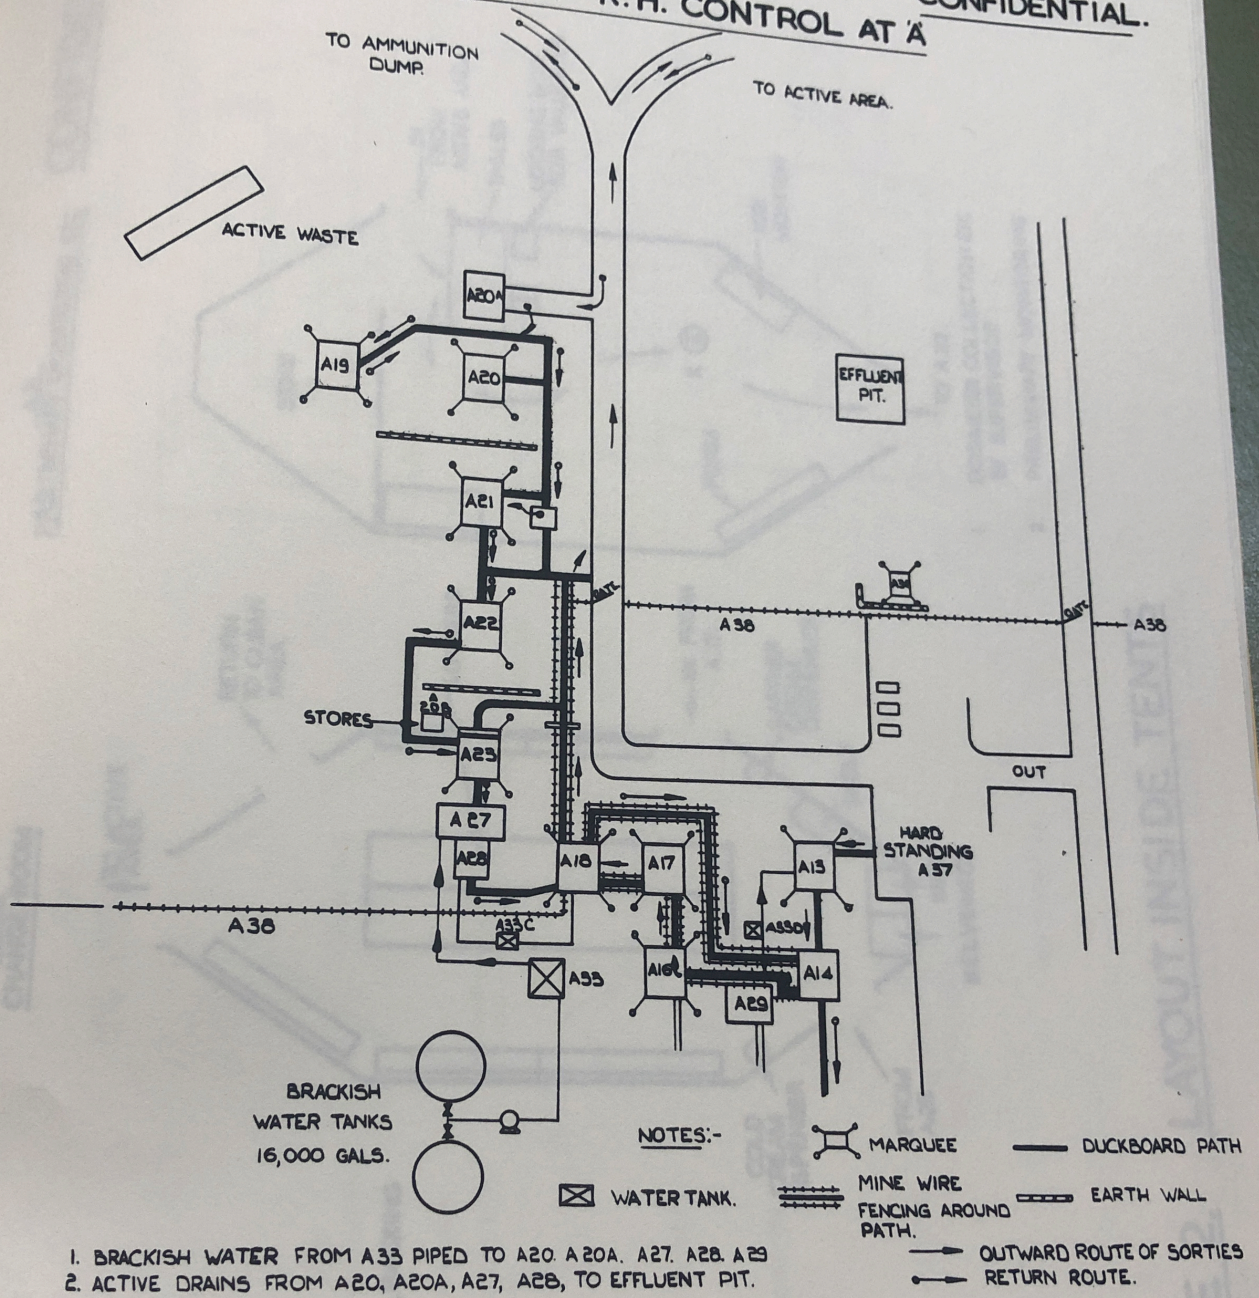 CONFIDENTIAL.
R.H. CONTROL AT 'A'
TO AMMUNITION
DUMP.
TO ACTIVE AREA.
ACTIVE WASTE
A20A
A19
A20
EFFLUENT
PIT.
A21
GATE
A22
A38
GATE
A38
STORES
A23
OUT
A27
HARD
STANDING
A37
A28
A18
A17
A13
A38
A33C
A33D
A16
A14
A33
A29
BRACKISH
WATER TANKS
16,000 GALS.
NOTES:-
MARQUEE
DUCKBOARD PATH
WATER TANK.
MINE WIRE
FENCING AROUND
PATH.
EARTH WALL
OUTWARD ROUTE OF SORTIES
RETURN ROUTE.
1. BRACKISH WATER FROM A33 PIPED TO A20. A20A. A27. A28. A29
2. ACTIVE DRAINS FROM A20, A20A, A27, A28, TO EFFLUENT PIT.
LAYOUT INSIDE TENTS